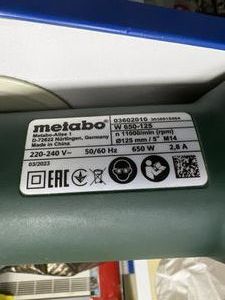 metabo
Metabo-Allee 1
D-72622 Nürtingen, Germany
Made in China
03602010
W 650-125
n 11000/min (rpm)
Ø125 mm / 5" M14
220-240 V~ 50/60 Hz 650 W 2,8 A
03/2023
EAC